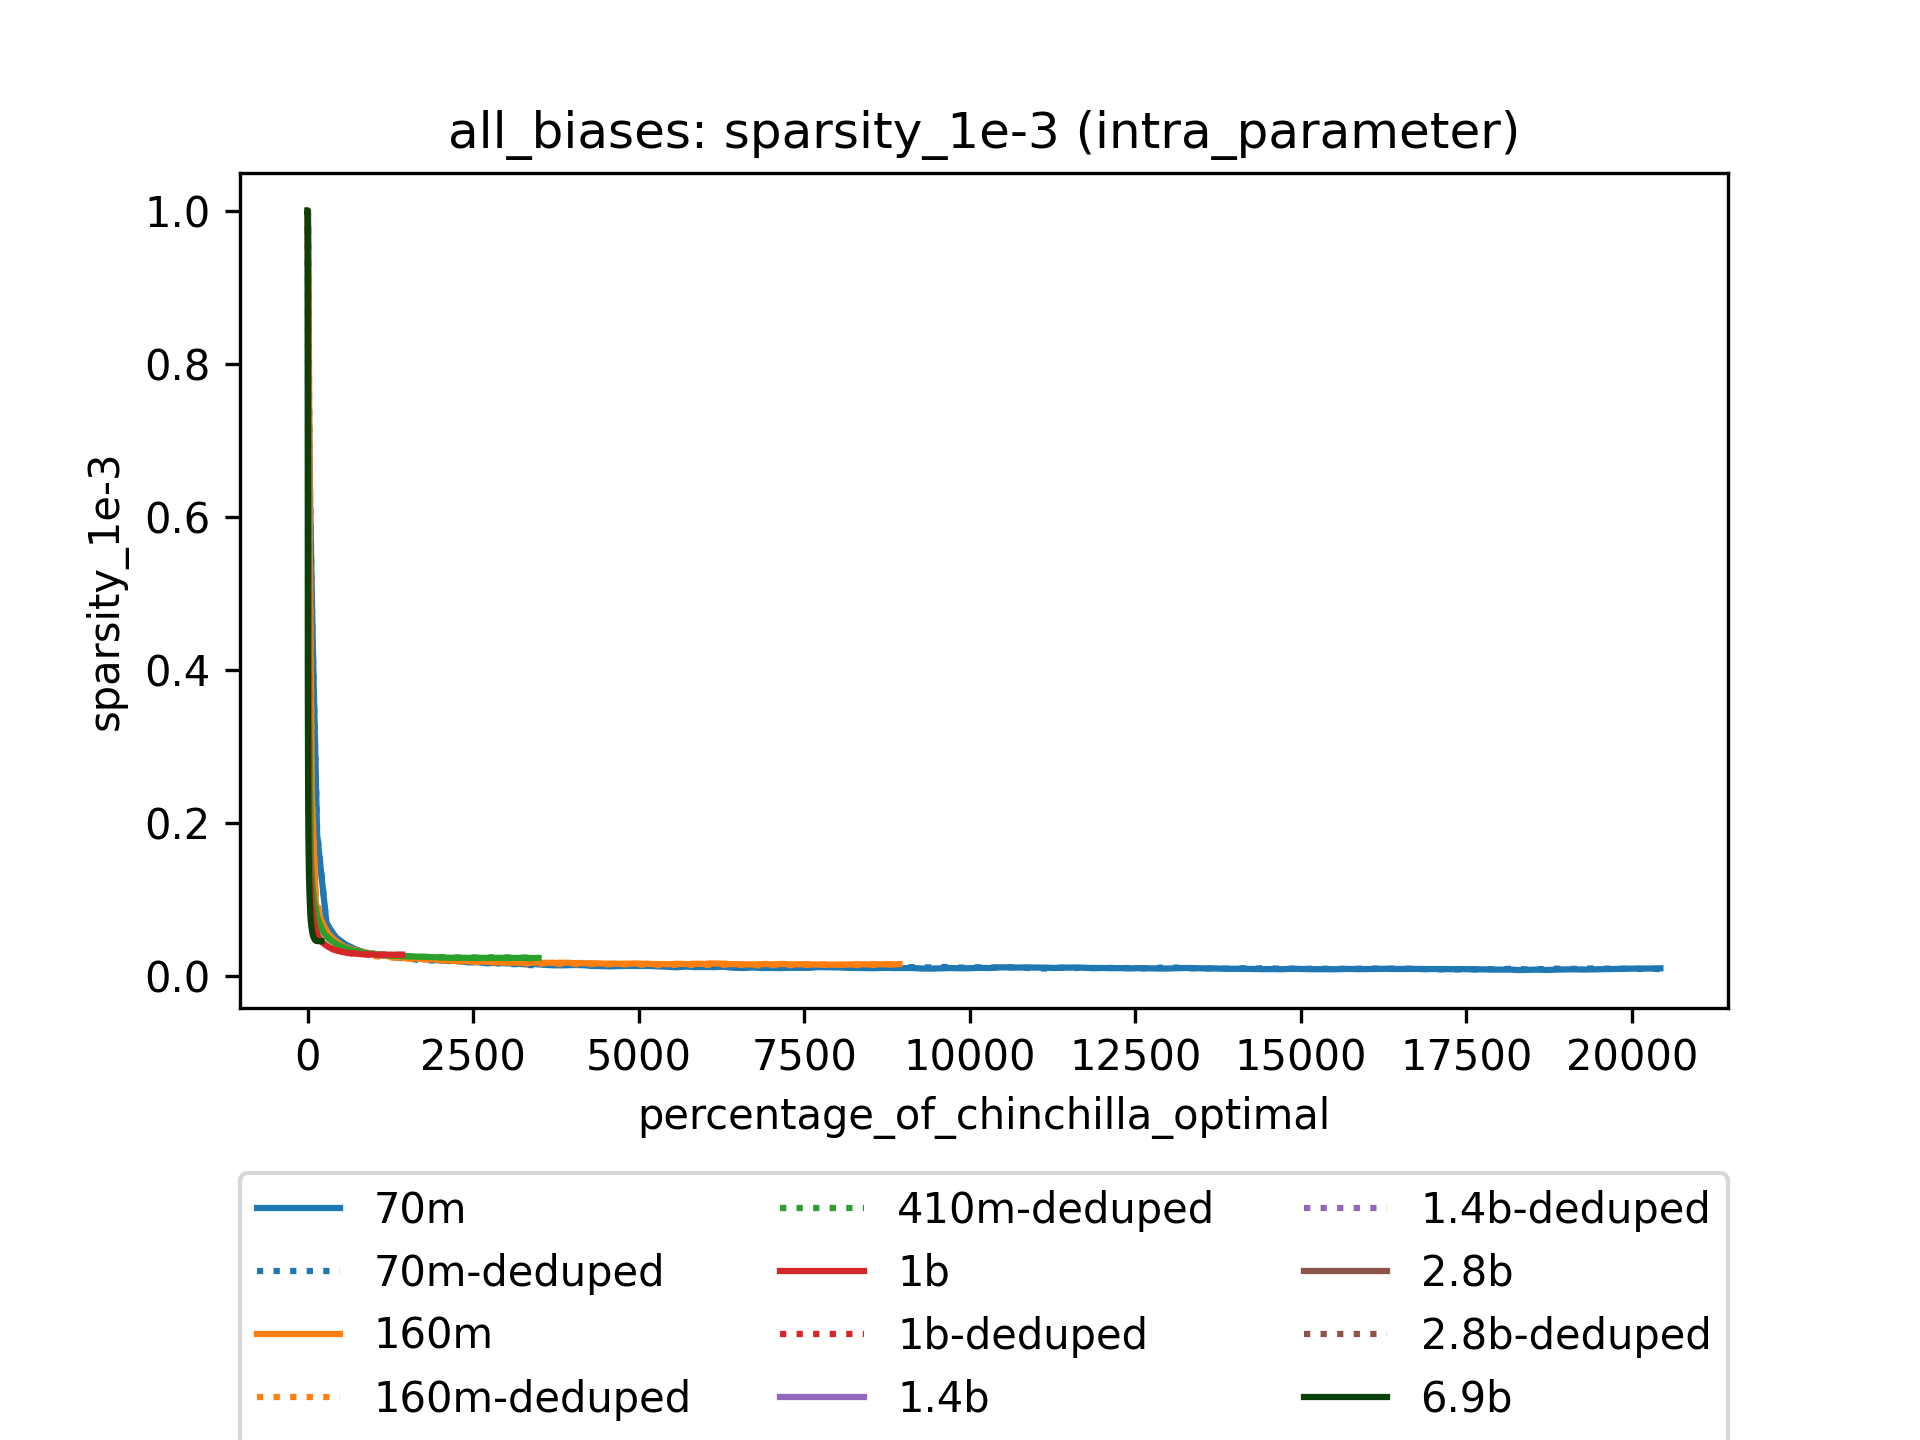 all_biases: sparsity_1e-3 (intra_parameter)
sparsity_1e-3
1.0
0.8
0.6
0.4
0.2
0.0
0 2500 5000 7500 10000 12500 15000 17500 20000
percentage_of_chinchilla_optimal
70m
70m-deduped
160m
160m-deduped
410m-deduped
1b
1b-deduped
1.4b
1.4b-deduped
2.8b
2.8b-deduped
6.9b